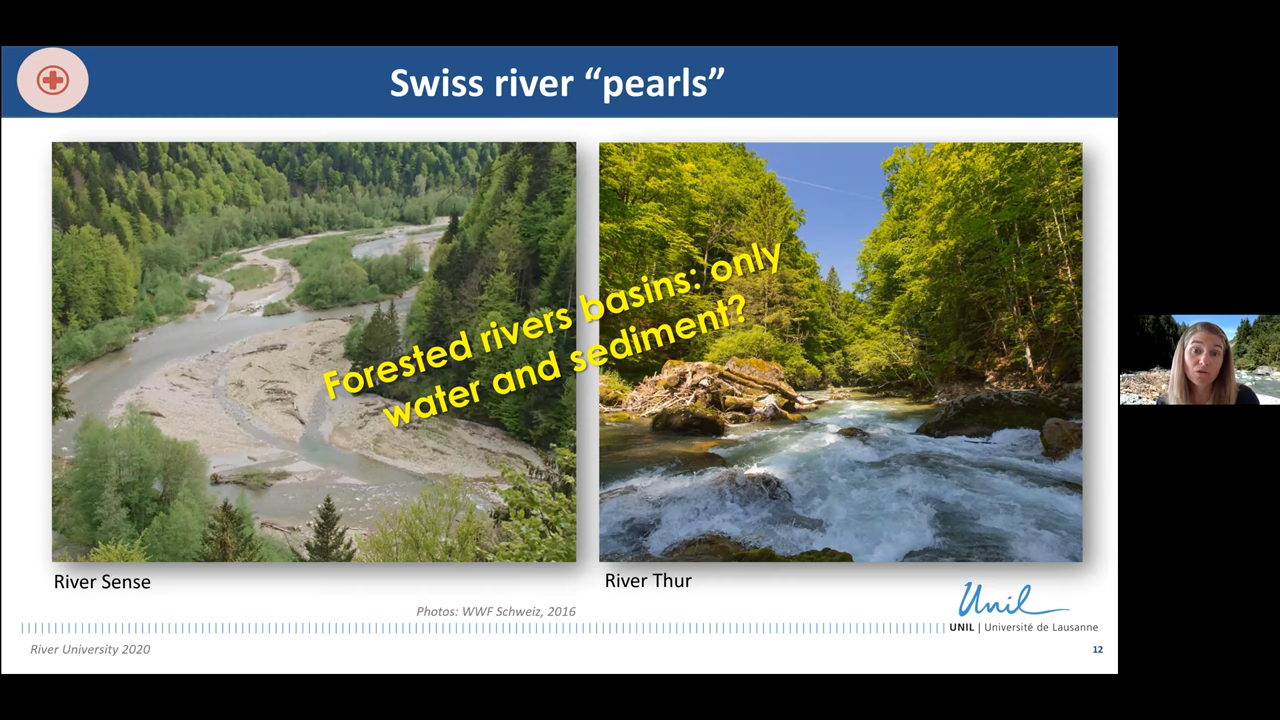 Swiss river “pearls”
Forested rivers basins: only
water and sediment?
River Sense
River Thur
Photos: WWF Schweiz, 2016
Unil
UNIL | Université de Lausanne
River University 2020
12